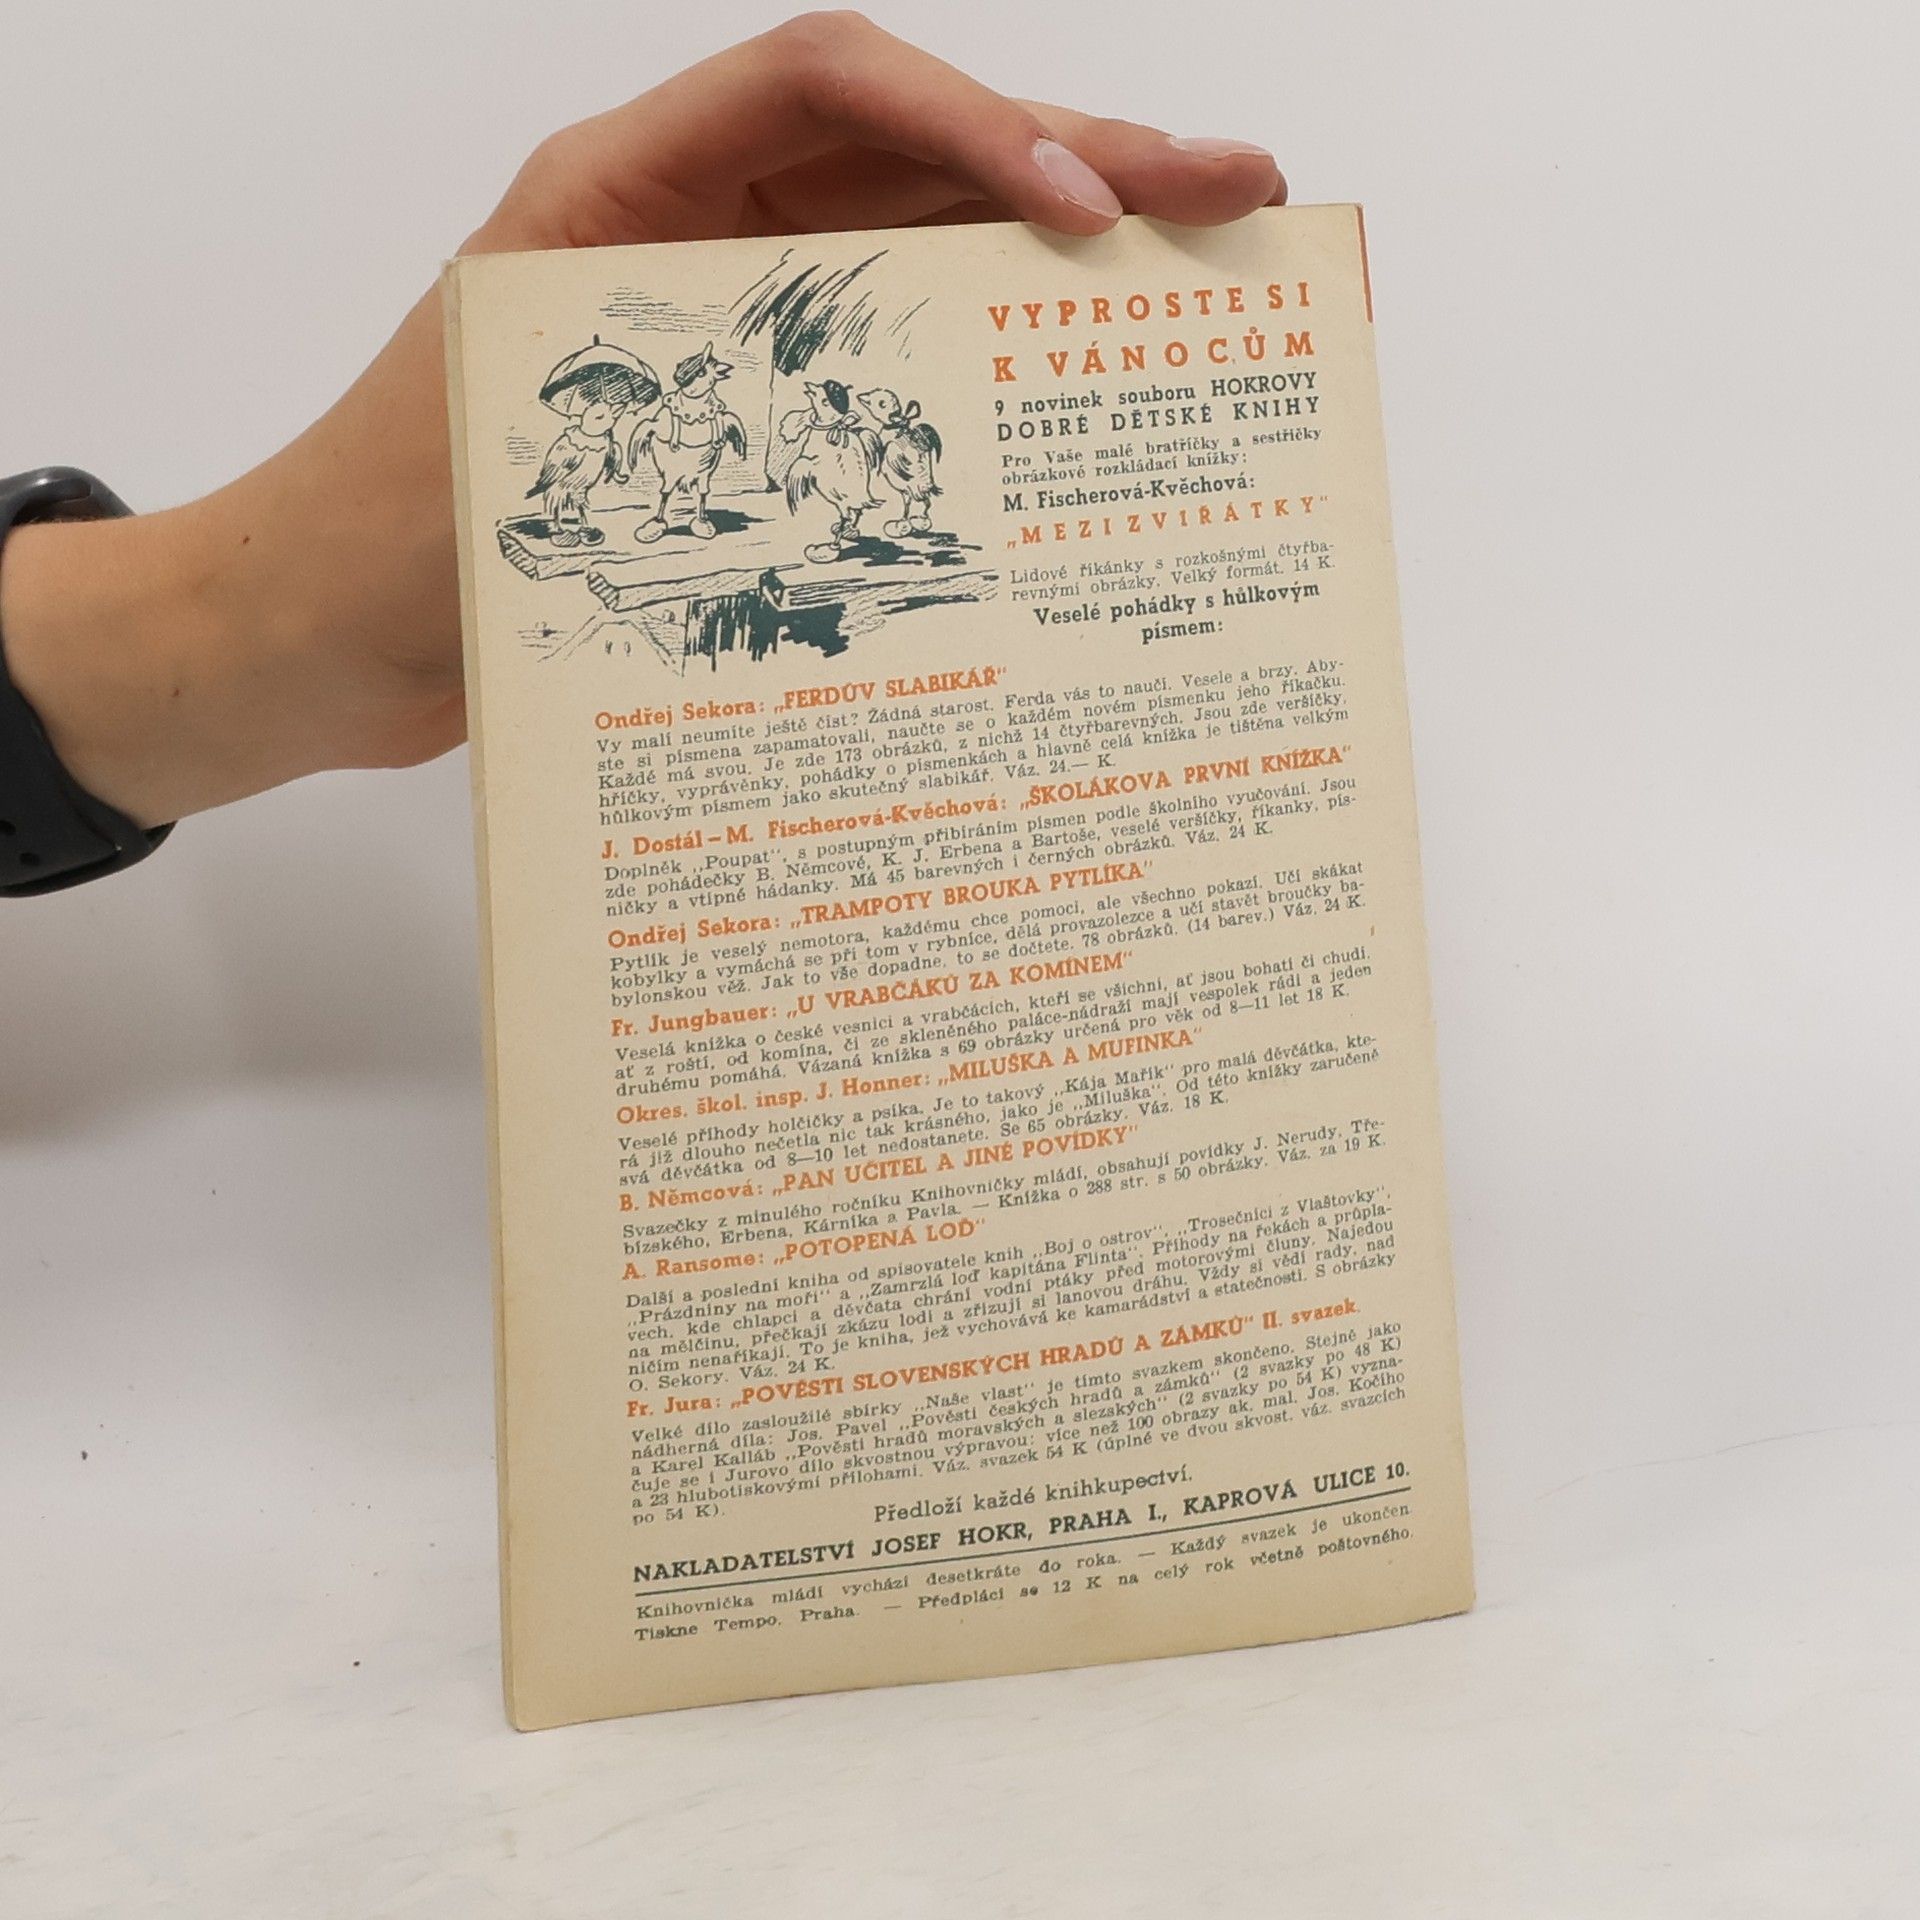 VYPROSTE SI
K VÁNOCŮM
9 novinek souboru HOKROVY
DOBRÉ DĚTSKÉ KNIHY
Pro Vaše malé bratříčky a sestřičky
obrázkové rozkládací knížky:
M. Fischerová-Kvěchová:
„MEZI ZVIŘÁTKY“
Lidové říkánky s rozkošnými čtyřba-
revnými obrázky. Velký formát. 14 K.
Veselé pohádky s hůlkovým
písmem:
Ondřej Sekora: „FERDŮV SLABIKÁŘ“
Vy malí neumíte ještě číst? Žádná starost. Ferda vás to naučí. Vesele a brzy. Aby-
ste si písmena zapamatovali, naučte se o každém novém písmenku jeho říkačku.
Každé má svou. Je zde 173 obrázků, z nichž 14 čtyřbarevných. Jsou zde veršíčky,
hříčky, vyprávěnky, pohádky o písmenkách a hlavně celá knížka je tištěna velkým
hůlkovým písmem jako skutečný slabikář. Váz. 24.— K.
J. Dostál – M. Fischerová-Kvěchová: „ŠKOLÁKOVA PRVNÍ KNÍŽKA“
Doplněk „Poupat“, s postupným přibíráním písmen podle školního vyučování. Jsou
zde pohádečky B. Němcové, K. J. Erbena a Bartoše, veselé veršíčky, říkanky, pís-
ničky a vtipné hádanky. Má 45 barevných i černých obrázků. Váz. 24 K.
Ondřej Sekora: „TRAMPOTY BROUKA PYTLÍKA“
Pytlík je veselý nemotora, každému chce pomoci, ale všechno pokazí. Učí skákat
kobylky a vymáchá se při tom v rybníce, dělá provazolezce a učí stavět broučky ba-
bylonskou věž. Jak to vše dopadne, to se dočtete. 78 obrázků. (14 barev.) Váz. 24 K.
Fr. Jungbauer: „U VRABČÁKŮ ZA KOMÍNEM“
Veselá knížka o české vesnici a vrabčácích, kteří se všichni, ať jsou bohatí či chudí,
ať z roští, od komína, či ze skleněného paláce-nádraží mají vespolek rádi a jeden
druhému pomáhá. Vázaná knížka s 69 obrázky určená pro věk od 8—11 let 18 K.
Okres. škol. insp. J. Honner: „MILUŠKA A MUFINKA“
Veselé příhody holčičky a psíka. Je to takový „Kája Mařík“ pro malá děvčátka, kte-
rá již dlouho nečetla nic tak krásného, jako je „Miluška“. Od této knížky zaručeně
svá děvčátka od 8—10 let nedostanete. Se 65 obrázky. Váz. 18 K.
B. Němcová: „PAN UČITEL A JINÉ POVÍDKY“
Svazečky z minulého ročníku Knihovničky mládí, obsahují povídky J. Nerudy, Tře-
bízského, Erbena, Kárníka a Pavla. — Knížka o 288 str. s 50 obrázky. Váz. za 19 K.
A. Ransome: „POTOPENÁ LOĎ“
Další a poslední kniha od spisovatele knih „Boj o ostrov“, „Trosečníci z Vlaštovky“,
„Prázdniny na moři“ a „Zamrzlá loď kapitána Flinta“. Příhody na řekách a průpla-
vech, kde chlapci a děvčata chrání vodní ptáky před motorovými čluny. Najedou
na mělčinu, přečkají zkázu lodi a zřizují si lanovou dráhu. Vždy si vědí rady, nad
ničím nenaříkají. To je kniha, jež vychovává ke kamarádství a statečnosti. S obrázky
O. Sekory. Váz. 24 K.
Fr. Jura: „POVĚSTI SLOVENSKÝCH HRADŮ A ZÁMKŮ“ II. svazek.
Velké dílo zasloužilé sbírky „Naše vlast“ je tímto svazkem skončeno. Stejně jako
nádherná díla: Jos. Pavel „Pověsti českých hradů a zámků“ (2 svazky po 48 K)
a Karel Kalláb „Pověsti hradů moravských a slezských“ (2 svazky po 54 K) vyzna-
čuje se i Jurovo dílo skvostnou výpravou: více než 100 obrazy ak. mal. Jos. Kočího
a 23 hlubotiskovými přílohami. Váz. svazek 54 K (úplné ve dvou skvost. váz. svazcích
po 54 K).
Předloží každé knihkupectví.
NAKLADATELSTVÍ JOSEF HOKR, PRAHA I., KAPROVA ULICE 10.
Knihovnička mládí vychází desetkráte do roka. — Každý svazek je ukončen.
Tiskne Tempo, Praha. — Předplácí se 12 K na celý rok včetně poštovného.